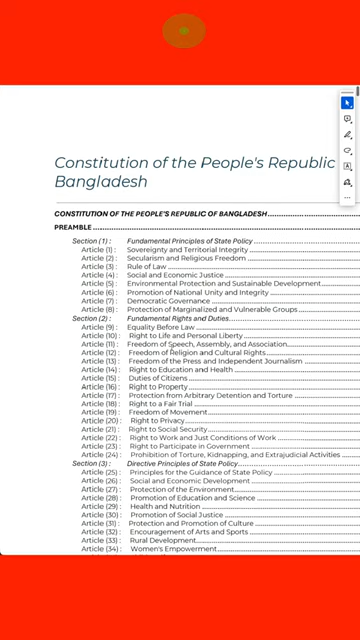 Constitution of the People's Republic
Bangladesh
CONSTITUTION OF THE PEOPLE'S REPUBLIC OF BANGLADESH
PREAMBLE
Section (1) : Fundamental Principles of State Policy
Article (1) : Sovereignty and Territorial Integrity
Article (2) : Secularism and Religious Freedom
Article (3) : Rule of Law
Article (4) : Social and Economic Justice
Article (5) : Environmental Protection and Sustainable Development
Article (6) : Promotion of National Unity and Integrity
Article (7) : Democratic Governance
Article (8) : Protection of Marginalized and Vulnerable Groups
Section (2) : Fundamental Rights and Duties
Article (9) : Equality Before Law
Article (10) : Right to Life and Personal Liberty
Article (11) : Freedom of Speech, Assembly, and Association
Article (12) : Freedom of Religion and Cultural Rights
Article (13) : Freedom of the Press and Independent Journalism
Article (14) : Right to Education and Health
Article (15) : Duties of Citizens
Article (16) : Right to Property
Article (17) : Protection from Arbitrary Detention and Torture
Article (18) : Right to a Fair Trial
Article (19) : Freedom of Movement
Article (20) : Right to Privacy
Article (21) : Right to Social Security
Article (22) : Right to Work and Just Conditions of Work
Article (23) : Right to Participate in Government
Article (24) : Prohibition of Torture, Kidnapping, and Extrajudicial Activities
Section (3) : Directive Principles of State Policy
Article (25) : Principles for the Guidance of State Policy
Article (26) : Social and Economic Development
Article (27) : Protection of the Environment
Article (28) : Promotion of Education and Science
Article (29) : Health and Nutrition
Article (30) : Promotion of Social Justice
Article (31) : Protection and Promotion of Culture
Article (32) : Encouragement of Arts and Sports
Article (33) : Rural Development
Article (34) : Women's Empowerment